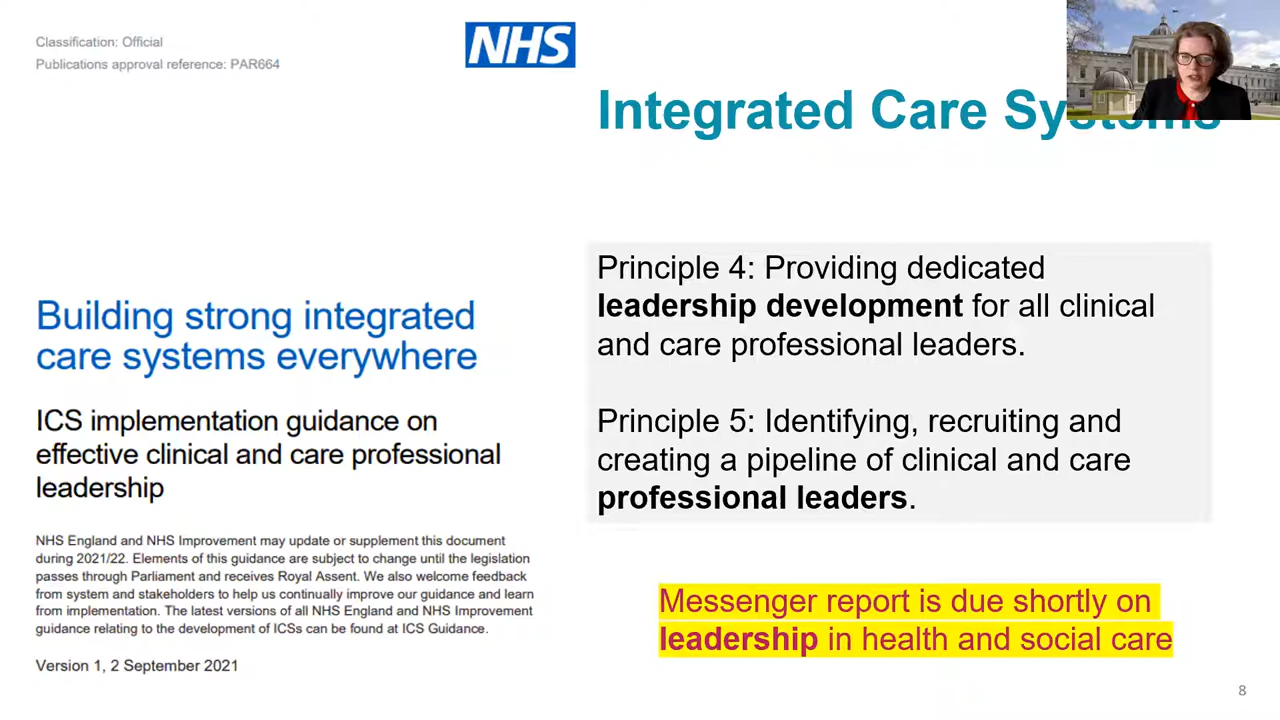 Classification: Official
Publications approval reference: PAR664
NHS
Integrated Care Systems
Building strong integrated
care systems everywhere
ICS implementation guidance on
effective clinical and care professional
leadership
NHS England and NHS Improvement may update or supplement this document
during 2021/22. Elements of this guidance are subject to change until the legislation
passes through Parliament and receives Royal Assent. We also welcome feedback
from system and stakeholders to help us continually improve our guidance and learn
from implementation. The latest versions of all NHS England and NHS Improvement
guidance relating to the development of ICSs can be found at ICS Guidance.
Version 1, 2 September 2021
Principle 4: Providing dedicated
leadership development for all clinical
and care professional leaders.
Principle 5: Identifying, recruiting and
creating a pipeline of clinical and care
professional leaders.
Messenger report is due shortly on
leadership in health and social care
8